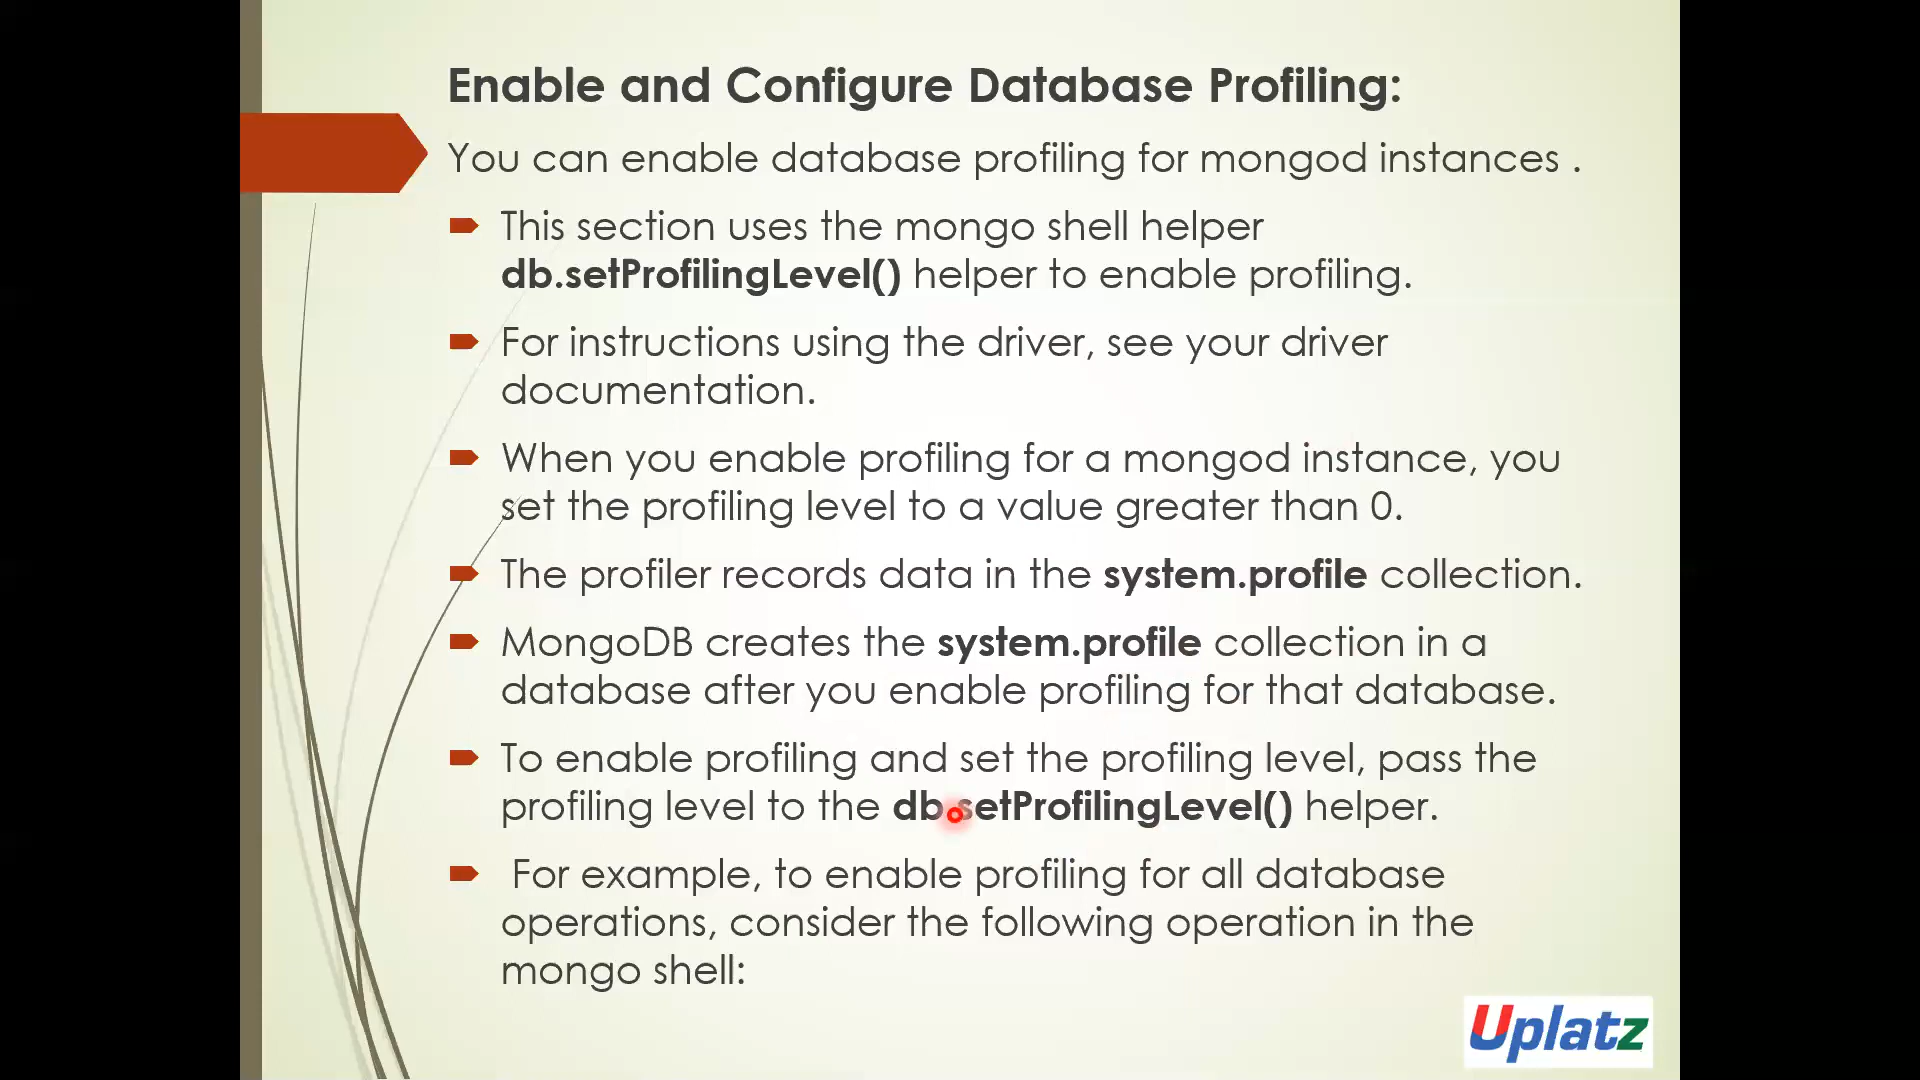 Enable and Configure Database Profiling:
You can enable database profiling for mongod instances .
This section uses the mongo shell helper
db.setProfilingLevel() helper to enable profiling.
For instructions using the driver, see your driver
documentation.
When you enable profiling for a mongod instance, you
set the profiling level to a value greater than 0.
The profiler records data in the system.profile collection.
MongoDB creates the system.profile collection in a
database after you enable profiling for that database.
To enable profiling and set the profiling level, pass the
profiling level to the db.setProfilingLevel() helper.
For example, to enable profiling for all database
operations, consider the following operation in the
mongo shell:
Uplatz